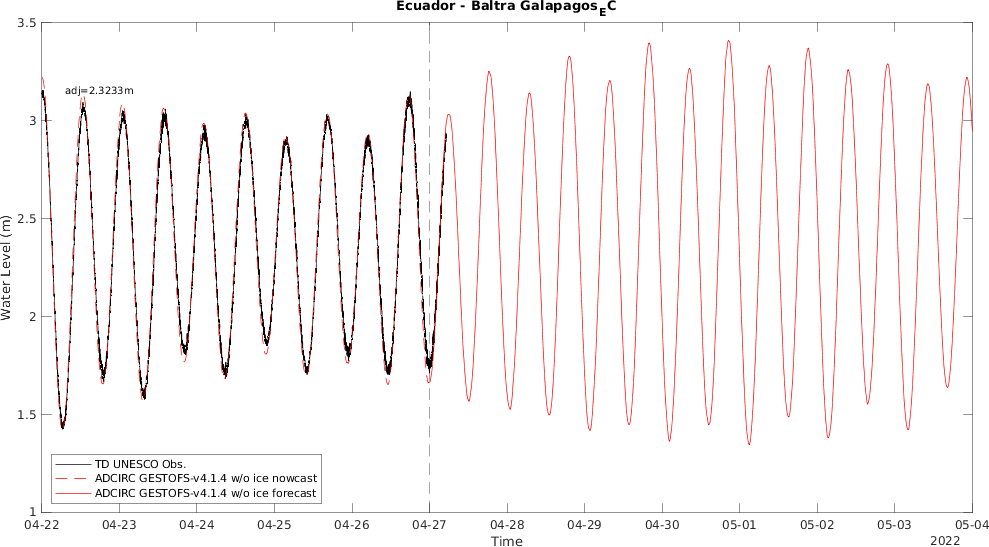 Ecuador - Baltra Galapagos_EC
adj=2.3233m
3.5
3
2.5
2
1.5
1
Water Level (m)
TD UNESCO Obs.
ADCIRC GESTOFS-v4.1.4 w/o ice nowcast
ADCIRC GESTOFS-v4.1.4 w/o ice forecast
04-22 04-23 04-24 04-25 04-26 04-27 04-28 04-29 04-30 05-01 05-02 05-03 05-04
Time
2022